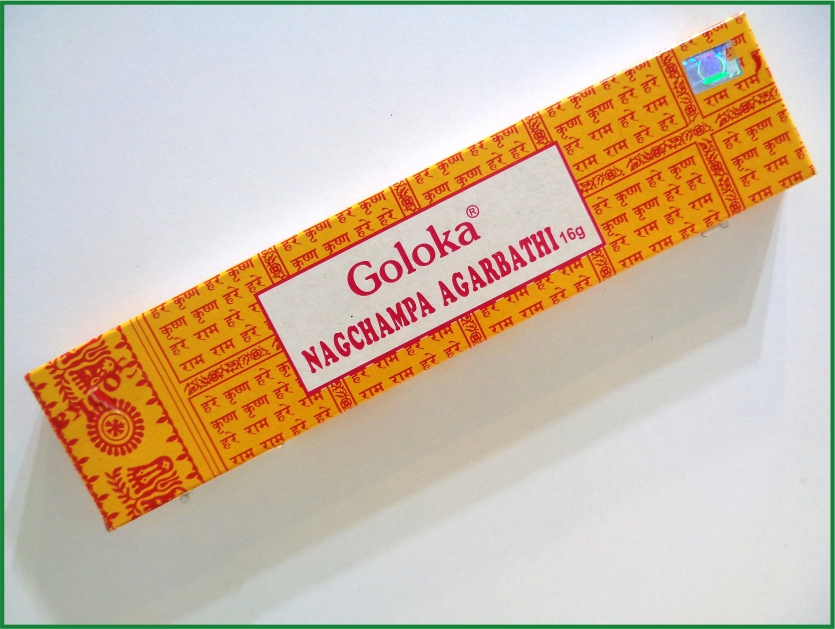 Goloka®
NAGCHAMPA AGARBATHI 16g
हरे कृष्ण हरे कृष्ण
कृष्ण कृष्ण हरे हरे
हरे राम हरे राम
राम राम हरे हरे